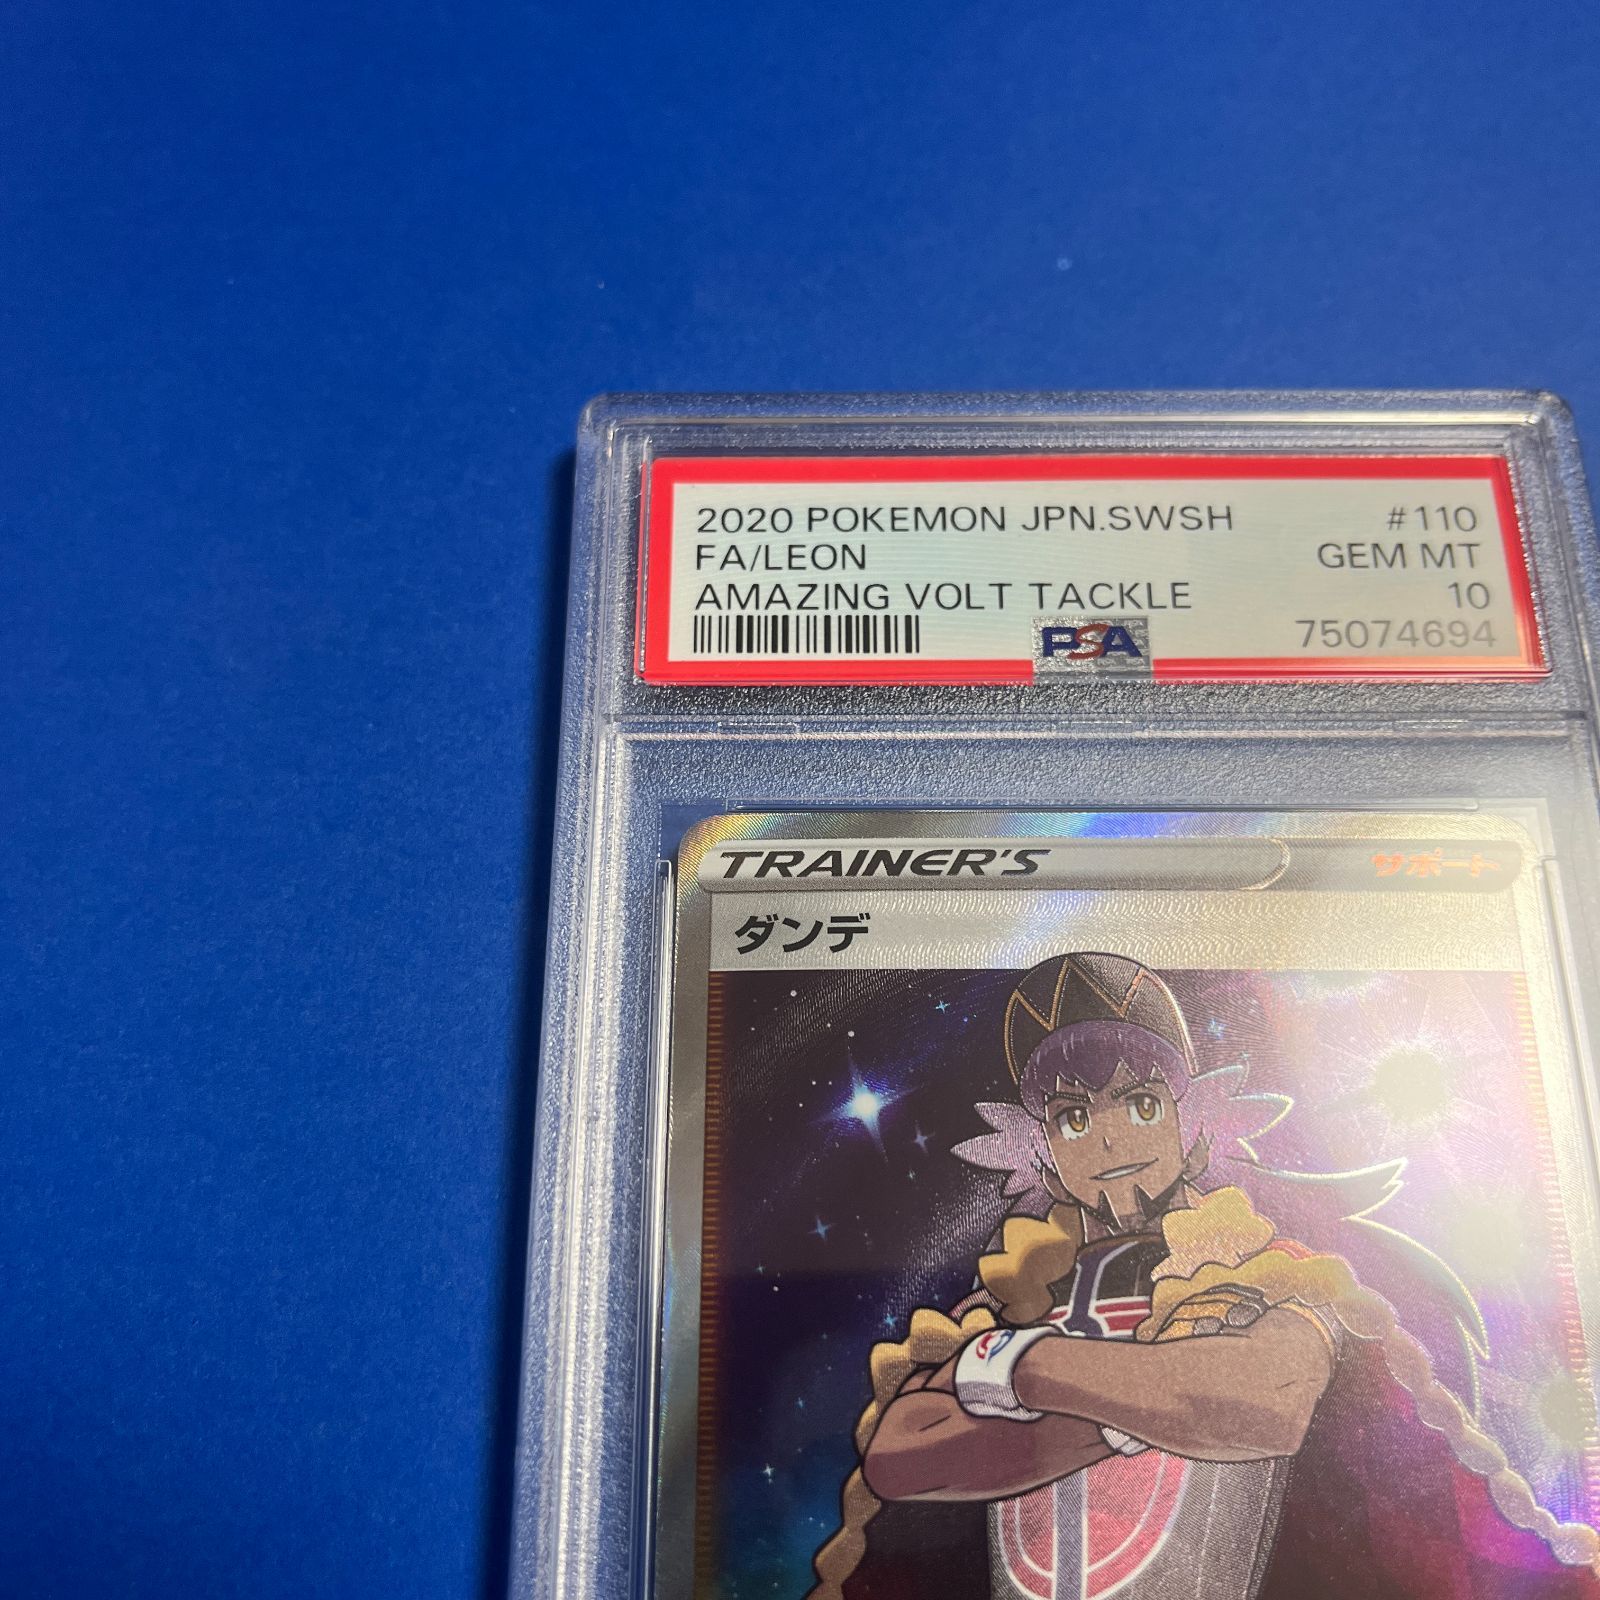 2020 POKEMON JPN.SWSH #110
FA/LEON GEM MT
AMAZING VOLT TACKLE 10
PSA 75074694
TRAINER'S サポート
ダンデ